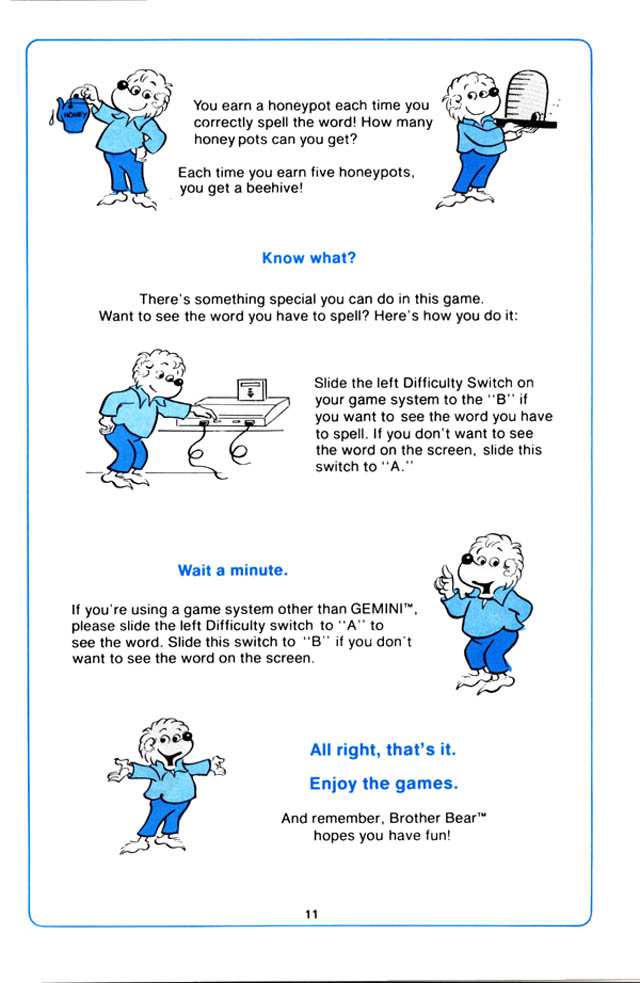 HONEY
You earn a honeypot each time you
correctly spell the word! How many
honey pots can you get?
Each time you earn five honeypots,
you get a beehive!
Know what?
There's something special you can do in this game.
Want to see the word you have to spell? Here's how you do it:
Slide the left Difficulty Switch on
your game system to the "B" if
you want to see the word you have
to spell. If you don't want to see
the word on the screen, slide this
switch to "A."
Wait a minute.
If you're using a game system other than GEMINI™,
please slide the left Difficulty switch to "A" to
see the word. Slide this switch to "B" if you don't
want to see the word on the screen.
All right, that's it.
Enjoy the games.
And remember, Brother Bear™
hopes you have fun!
11